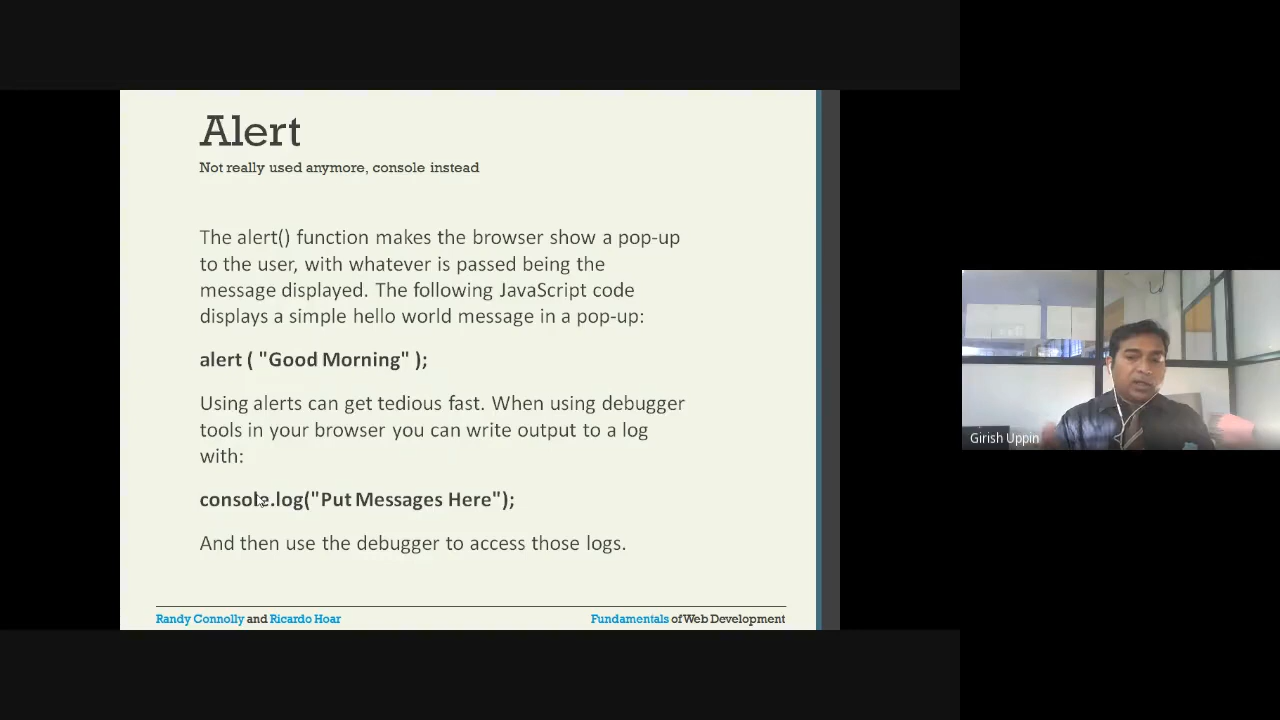 Alert
Not really used anymore, console instead
The alert() function makes the browser show a pop-up
to the user, with whatever is passed being the
message displayed. The following JavaScript code
displays a simple hello world message in a pop-up:
alert ( "Good Morning" );
Using alerts can get tedious fast. When using debugger
tools in your browser you can write output to a log
with:
console.log("Put Messages Here");
And then use the debugger to access those logs.
Randy Connolly and Ricardo Hoar
Fundamentals of Web Development
Girish Uppin